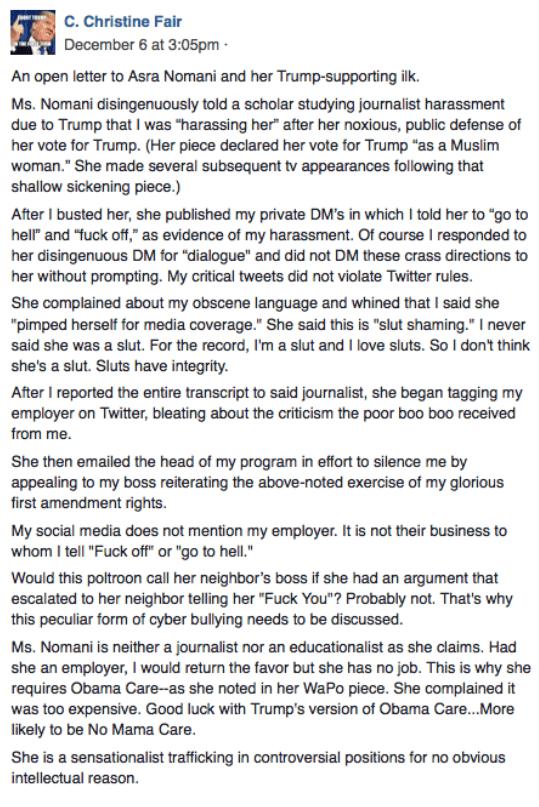 C. Christine Fair
December 6 at 3:05pm ·
An open letter to Asra Nomani and her Trump-supporting ilk.
Ms. Nomani disingenuously told a scholar studying journalist harassment
due to Trump that I was “harassing her” after her noxious, public defense of
her vote for Trump. (Her piece declared her vote for Trump “as a Muslim
woman.” She made several subsequent tv appearances following that
shallow sickening piece.)
After I busted her, she published my private DM’s in which I told her to “go to
hell” and “fuck off,” as evidence of my harassment. Of course I responded to
her disingenuous DM for “dialogue” and did not DM these crass directions to
her without prompting. My critical tweets did not violate Twitter rules.
She complained about my obscene language and whined that I said she
"pimped herself for media coverage." She said this is "slut shaming." I never
said she was a slut. For the record, I'm a slut and I love sluts. So I don't think
she's a slut. Sluts have integrity.
After I reported the entire transcript to said journalist, she began tagging my
employer on Twitter, bleating about the criticism the poor boo boo received
from me.
She then emailed the head of my program in effort to silence me by
appealing to my boss reiterating the above-noted exercise of my glorious
first amendment rights.
My social media does not mention my employer. It is not their business to
whom I tell "Fuck off" or "go to hell."
Would this poltroon call her neighbor’s boss if she had an argument that
escalated to her neighbor telling her "Fuck You"? Probably not. That's why
this peculiar form of cyber bullying needs to be discussed.
Ms. Nomani is neither a journalist nor an educationalist as she claims. Had
she an employer, I would return the favor but she has no job. This is why she
requires Obama Care--as she noted in her WaPo piece. She complained it
was too expensive. Good luck with Trump’s version of Obama Care...More
likely to be No Mama Care.
She is a sensationalist trafficking in controversial positions for no obvious
intellectual reason.